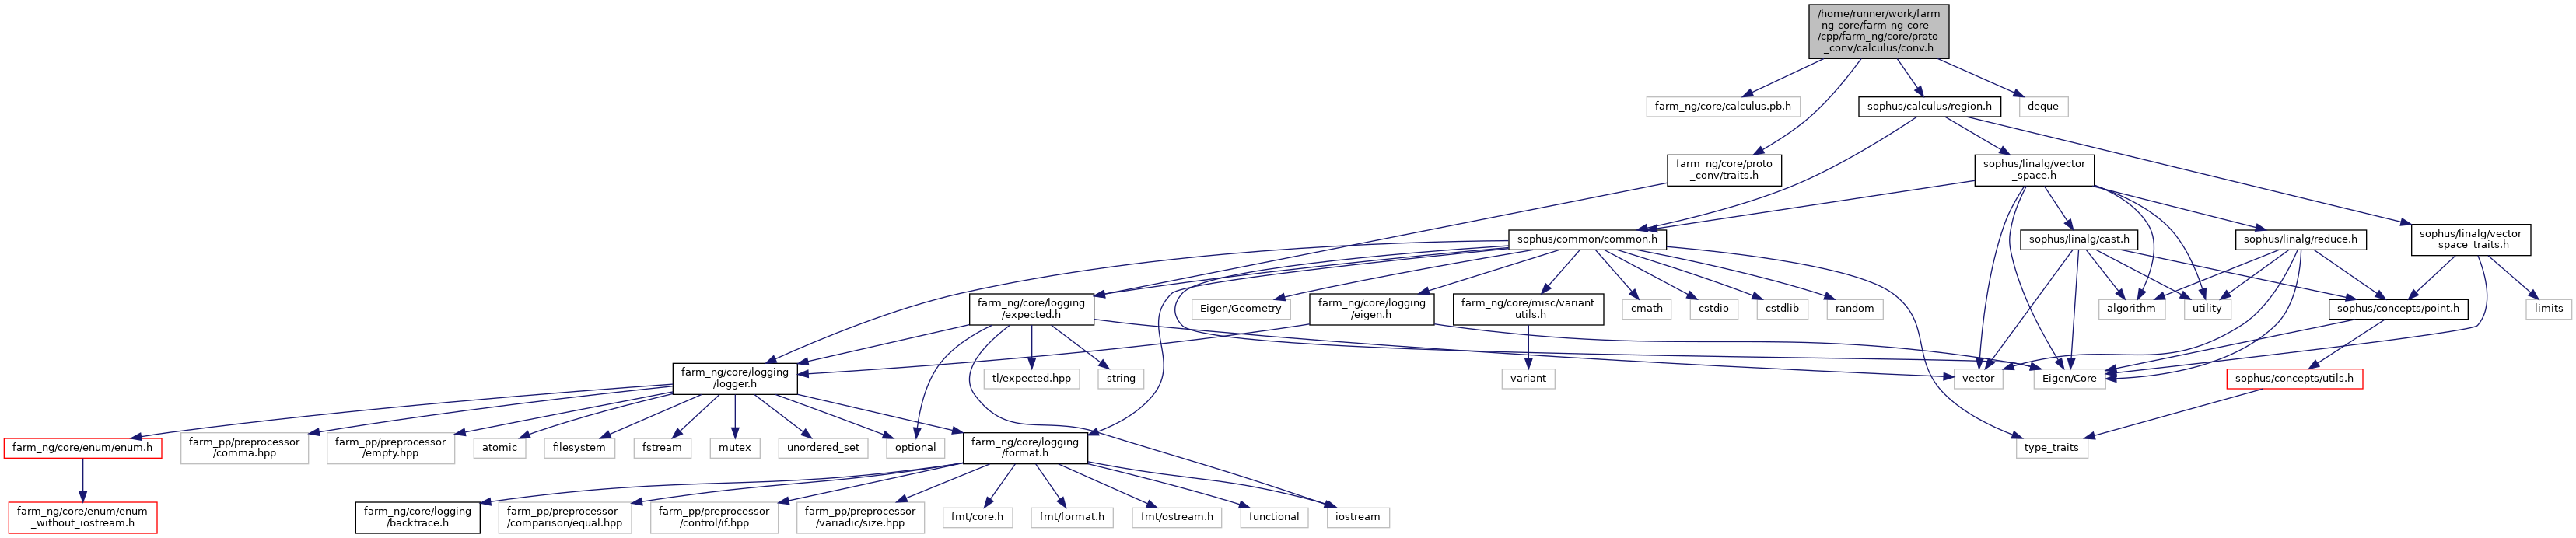 /home/runner/work/farm
-ng-core/farm-ng-core
/cpp/farm_ng/core/proto
_conv/calculus/conv.h
farm_ng/core/calculus.pb.h
sophus/calculus/region.h
deque
farm_ng/core/proto
_conv/traits.h
sophus/linalg/vector
_space.h
sophus/common/common.h
sophus/linalg/cast.h
sophus/linalg/reduce.h
sophus/linalg/vector
_space_traits.h
farm_ng/core/logging
/expected.h
Eigen/Geometry
farm_ng/core/logging
/eigen.h
farm_ng/core/misc/variant
_utils.h
cmath
cstdio
cstdlib
random
algorithm
utility
sophus/concepts/point.h
limits
farm_ng/core/logging
/logger.h
tl/expected.hpp
string
variant
vector
Eigen/Core
sophus/concepts/utils.h
farm_ng/core/enum/enum.h
farm_pp/preprocessor
/comma.hpp
farm_pp/preprocessor
/empty.hpp
atomic
filesystem
fstream
mutex
unordered_set
optional
farm_ng/core/logging
/format.h
type_traits
farm_ng/core/enum/enum
_without_iostream.h
farm_ng/core/logging
/backtrace.h
farm_pp/preprocessor
/comparison/equal.hpp
farm_pp/preprocessor
/control/if.hpp
farm_pp/preprocessor
/variadic/size.hpp
fmt/core.h
fmt/format.h
fmt/ostream.h
functional
iostream